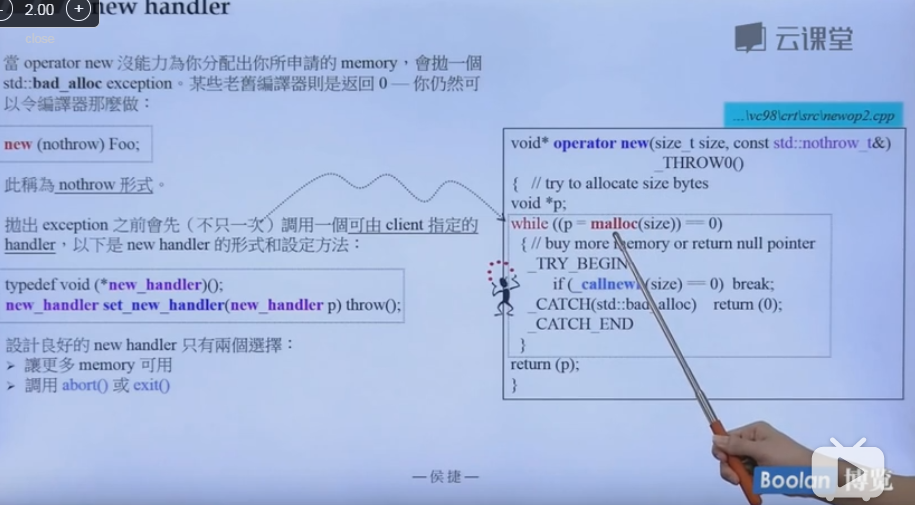 2.00
new handler
close
云课堂
當 operator new 沒能力為你分配出你所申請的 memory，會拋一個
std::bad_alloc exception。某些老舊編譯器則是返回 0 — 你仍然可
以令編譯器那麼做：
new (nothrow) Foo;
此稱為 nothrow 形式。
拋出 exception 之前會先（不只一次）調用一個可由 client 指定的
handler，以下是 new handler 的形式和設定方法：
typedef void (*new_handler)();
new_handler set_new_handler(new_handler p) throw();
設計良好的 new handler 只有兩個選擇：
➢ 讓更多 memory 可用
➢ 調用 abort() 或 exit()
...\vc98\crt\src\newop2.cpp
void* operator new(size_t size, const std::nothrow_t&)
_THROW0()
{ // try to allocate size bytes
void *p;
while ((p = malloc(size)) == 0)
{ // buy more memory or return null pointer
_TRY_BEGIN
if (_callnewh(size) == 0) break;
_CATCH(std::bad_alloc) return (0);
_CATCH_END
}
return (p);
}
— 侯捷 —
Boolan 博览